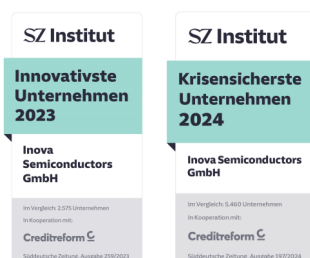 SZ Institut
Innovativste
Unternehmen
2023
Inova
Semiconductors
GmbH
Im Vergleich: 2.575 Unternehmen
In Kooperation mit:
Creditreform
Süddeutsche Zeitung, Ausgabe 259/2023
SZ Institut
Krisensicherste
Unternehmen
2024
Inova Semiconductors
GmbH
Im Vergleich: 5.460 Unternehmen
In Kooperation mit:
Creditreform
Süddeutsche Zeitung, Ausgabe 197/2024